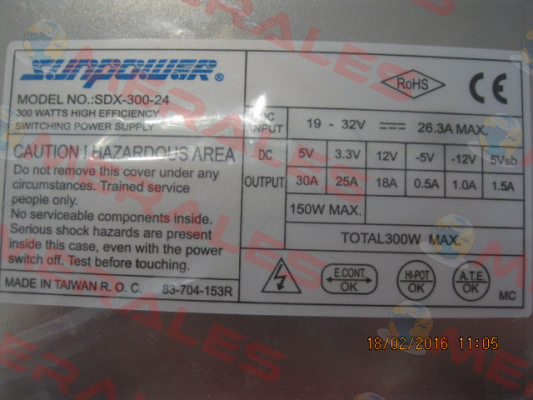 SUNPOWER®
MODEL NO.:SDX-300-24
300 WATTS HIGH EFFICIENCY
SWITCHING POWER SUPPLY
CAUTION ! HAZARDOUS AREA
Do not remove this cover under any
circumstances. Trained service
people only.
No serviceable components inside.
Serious shock hazards are present
inside this case, even with the power
switch off. Test before touching.
MADE IN TAIWAN R. O. C. 83-704-153R
RoHS CE
DC INPUT 19 - 32V 26.3A MAX.
DC 5V 3.3V 12V -5V -12V 5Vsb
OUTPUT 30A 25A 18A 0.5A 1.0A 1.5A
150W MAX.
TOTAL300W MAX.
E.CONT. OK
HI-POT OK
A.T.E. OK
MC
18/02/2016 11:05
MERALES